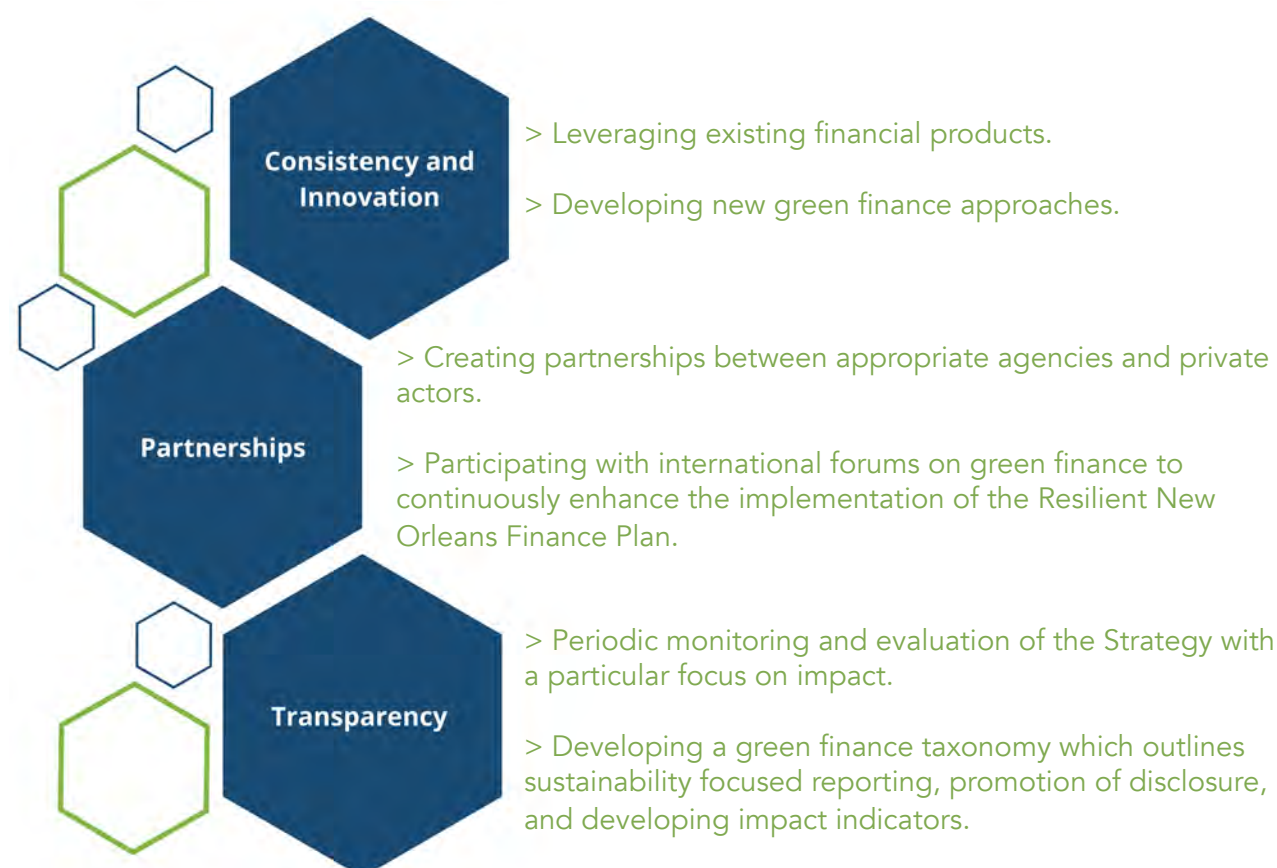 Consistency and
Innovation
> Leveraging existing financial products.
> Developing new green finance approaches.
Partnerships
> Creating partnerships between appropriate agencies and private
actors.
> Participating with international forums on green finance to
continuously enhance the implementation of the Resilient New
Orleans Finance Plan.
Transparency
> Periodic monitoring and evaluation of the Strategy with
a particular focus on impact.
> Developing a green finance taxonomy which outlines
sustainability focused reporting, promotion of disclosure,
and developing impact indicators.